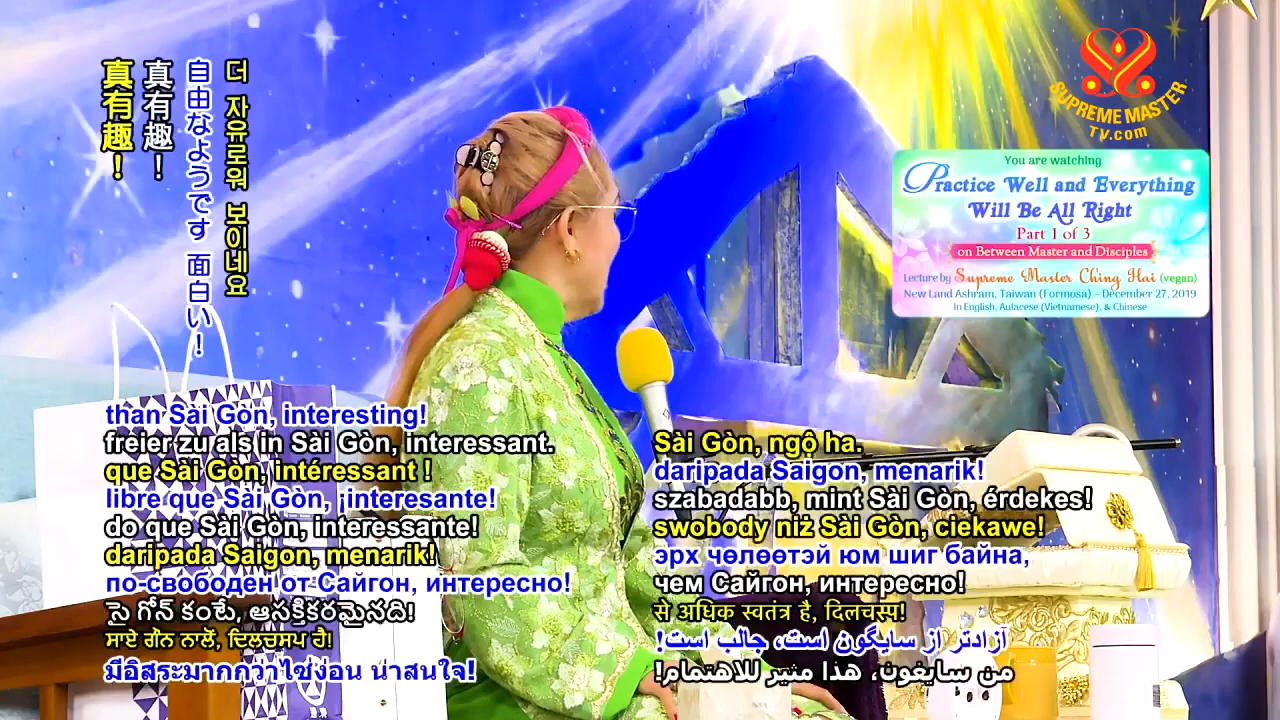 더 자유로워 보이네요
自由なようです 面白い！
真有趣！
真有趣！
SUPREME MASTER
TV.com
You are watching
Practice Well and Everything
Will Be All Right
Part 1 of 3
on Between Master and Disciples
Lecture by Supreme Master Ching Hai (vegan)
New Land Ashram, Taiwan (Formosa) – December 27, 2019
In English, Aulacese (Vietnamese), & Chinese
than Sài Gòn, interesting!
freier zu als in Sài Gòn, interessant.
que Sài Gòn, intéressant !
libre que Sài Gòn, ¡interesante!
do que Sài Gòn, interessante!
daripada Saigon, menarik!
по-свободен от Сайгон, интересно!
సై గోన్ కంటే, ఆసక్తికరమైనది!
ਸਾਏ ਗੌਨ ਨਾਲੋਂ, ਦਿਲਚਸਪ ਹੈ!
มีอิสระมากกว่าไซ่ง่อน น่าสนใจ!
Sài Gòn, ngộ ha.
daripada Saigon, menarik!
szabadabb, mint Sài Gòn, érdekes!
swobody niż Sài Gòn, ciekawe!
эрх чөлөөтэй юм шиг байна,
чем Сайгон, интересно!
से अधिक स्वतंत्र है, दिलचस्प!
آزادتر از سایگون است، جالب است!
من سايغون، هذا مثير للاهتمام!